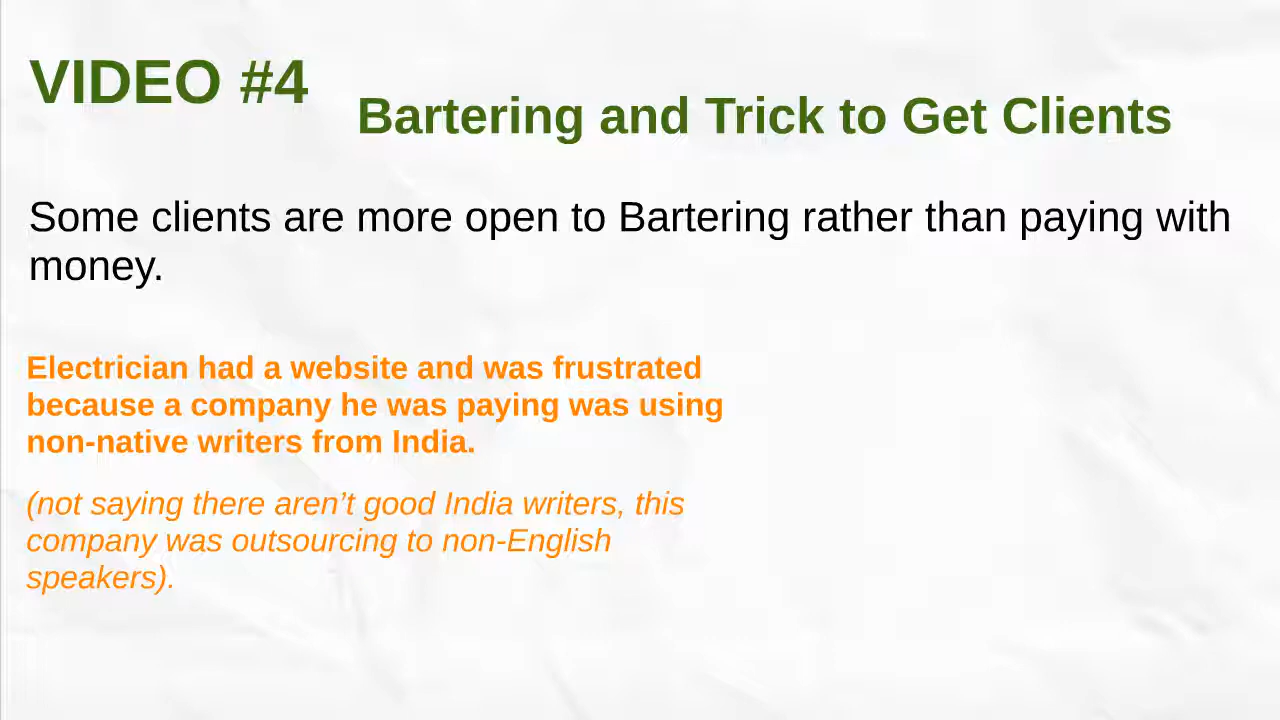 VIDEO #4
Bartering and Trick to Get Clients
Some clients are more open to Bartering rather than paying with
money.
Electrician had a website and was frustrated
because a company he was paying was using
non-native writers from India.
(not saying there aren’t good India writers, this
company was outsourcing to non-English
speakers).